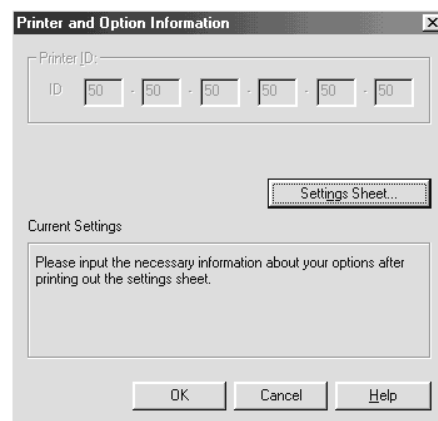 Printer and Option Information
Printer ID:
ID 50 - 50 - 50 - 50 - 50 - 50
Settings Sheet...
Current Settings
Please input the necessary information about your options after
printing out the settings sheet.
OK Cancel Help